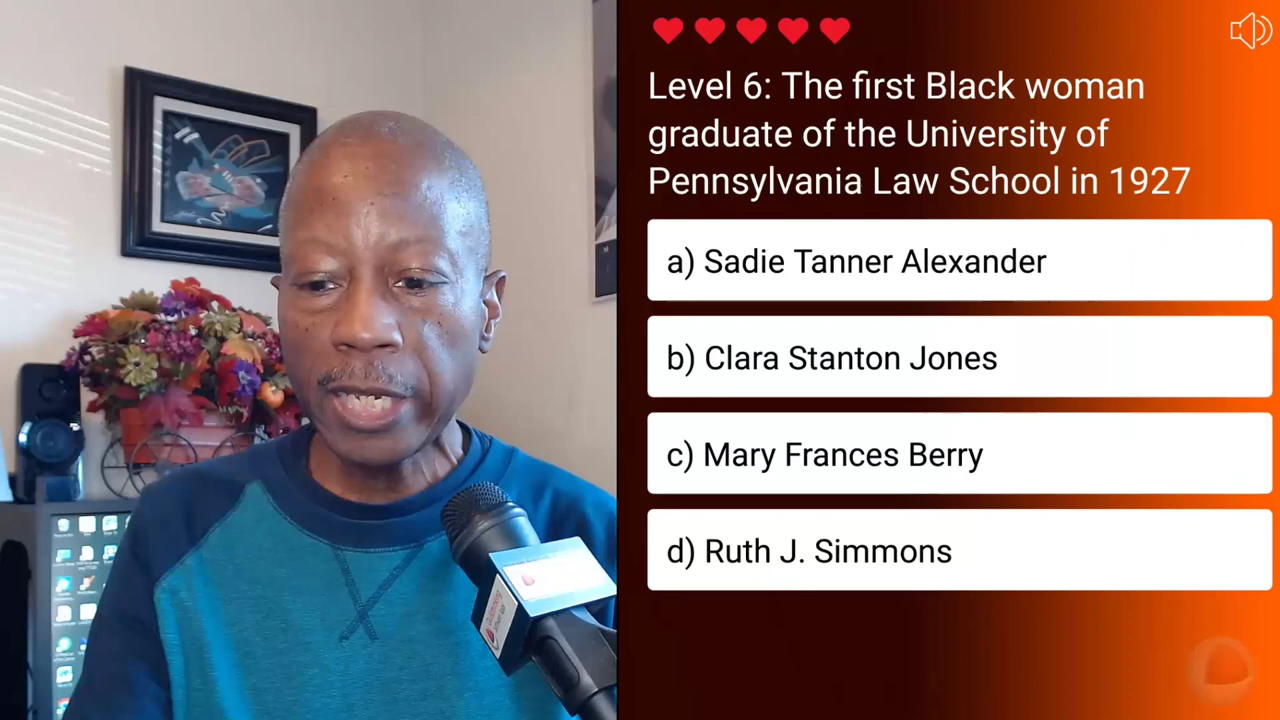 Level 6: The first Black woman
graduate of the University of
Pennsylvania Law School in 1927
a) Sadie Tanner Alexander
b) Clara Stanton Jones
c) Mary Frances Berry
d) Ruth J. Simmons